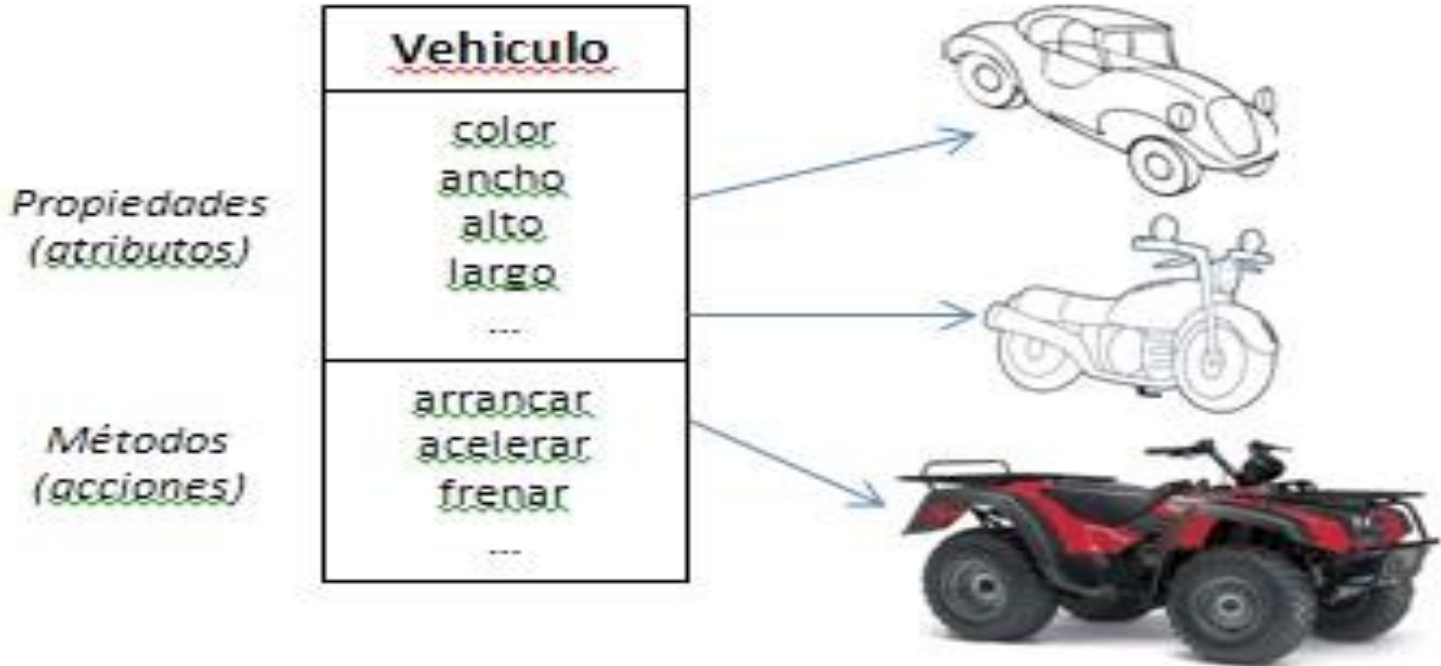 Vehiculo
color
ancho
alto
largo
...
Propiedades
(atributos)
arrancar
acelerar
frenar
...
Métodos
(acciones)